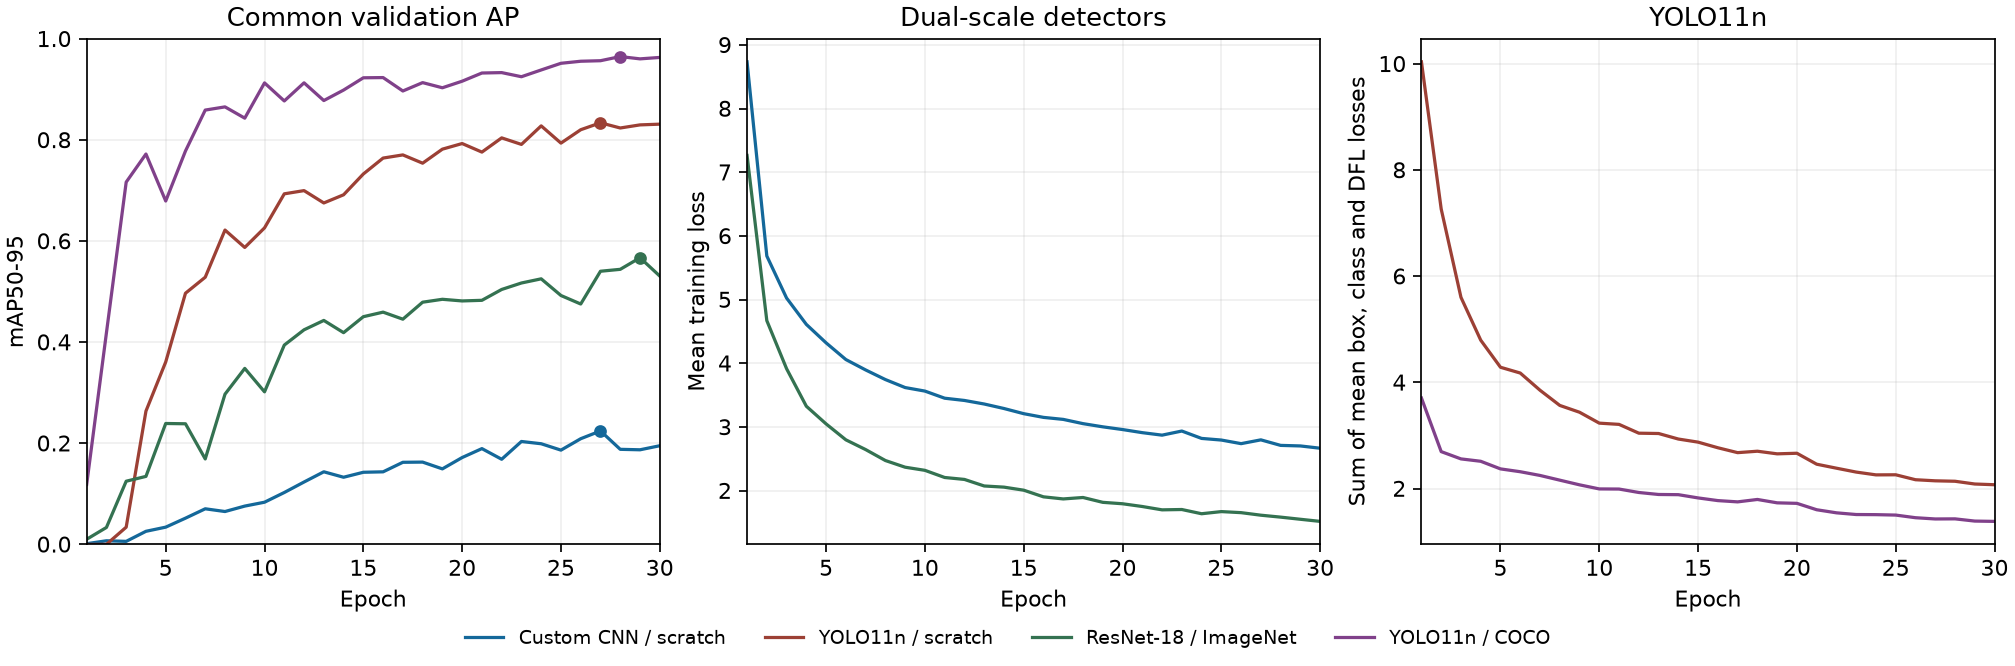 Common validation AP
Dual-scale detectors
YOLO11n
mAP50-95
1.0
0.8
0.6
0.4
0.2
0.0
5 10 15 20 25 30
Epoch
Mean training loss
9
8
7
6
5
4
3
2
5 10 15 20 25 30
Epoch
Sum of mean box, class and DFL losses
10
8
6
4
2
5 10 15 20 25 30
Epoch
Custom CNN / scratch YOLO11n / scratch ResNet-18 / ImageNet YOLO11n / COCO